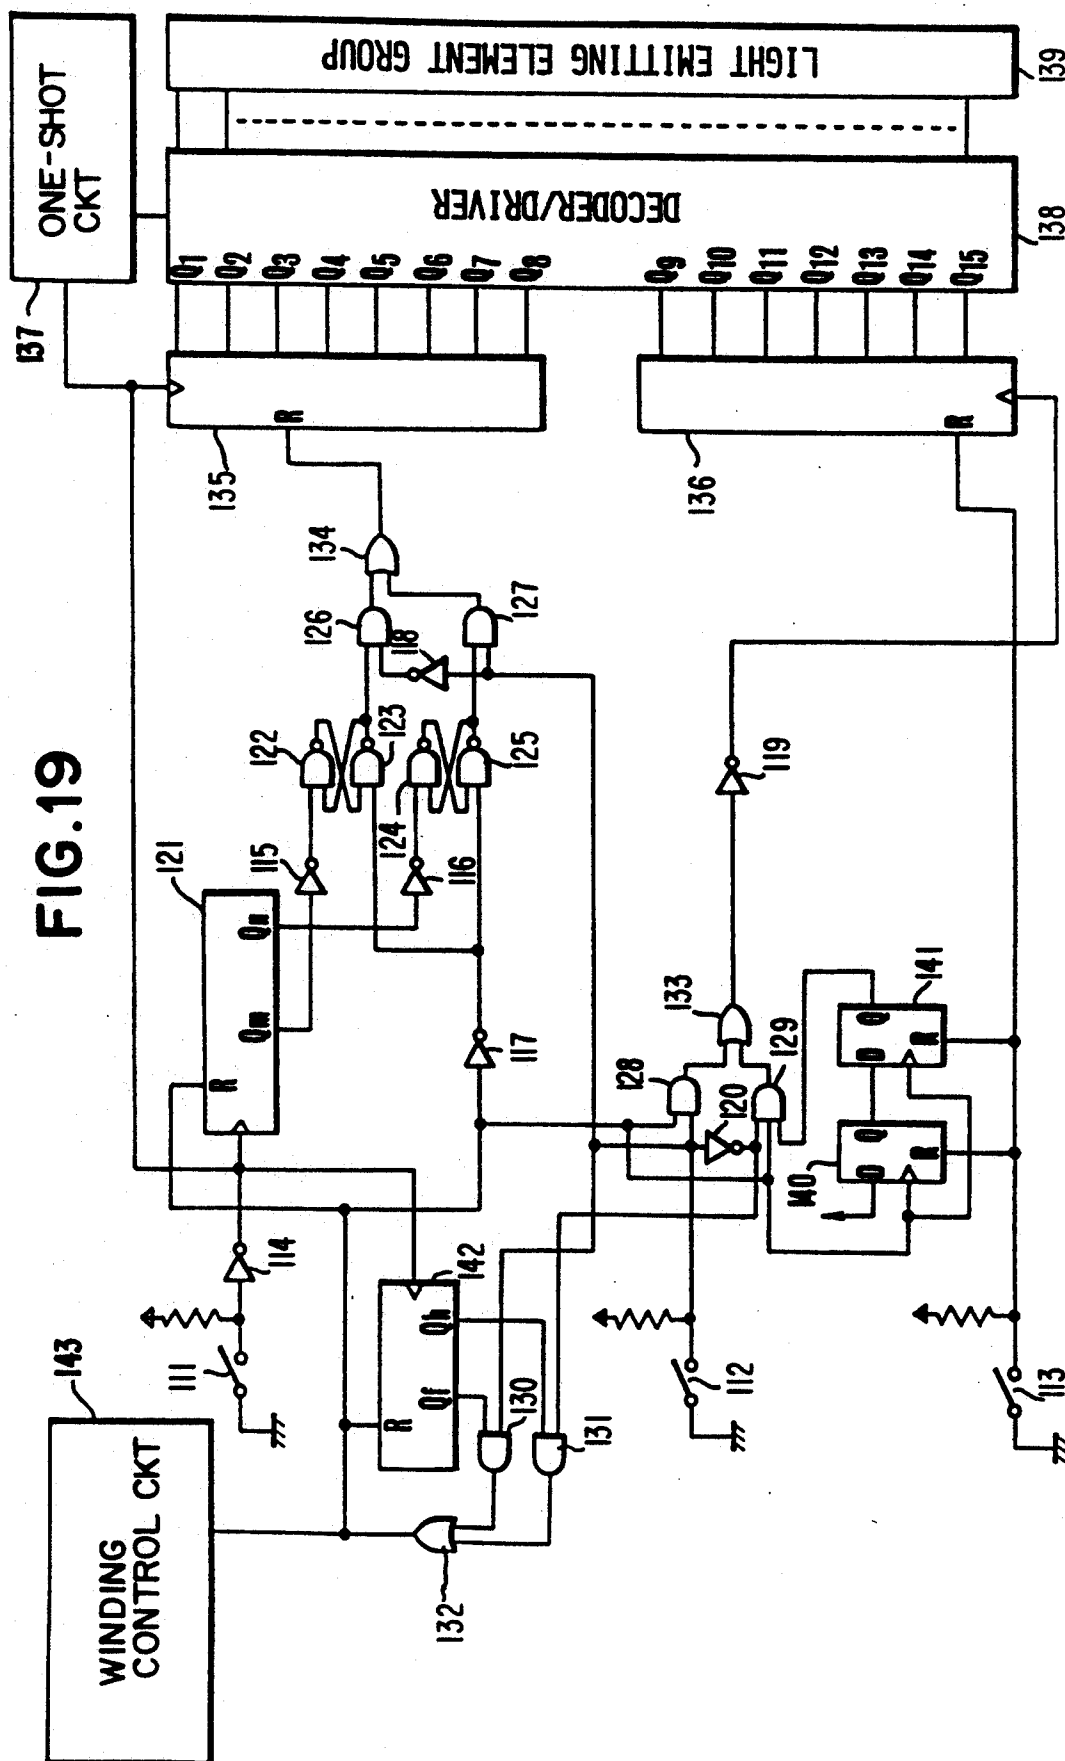 FIG.19
WINDING
CONTROL CKT
143
111
114
R
Qm
Qn
121
115
116
117
122
123
124
125
118
126
127
134
135
R
137
ONE-SHOT
CKT
Q1
Q2
Q3
Q4
Q5
Q6
Q7
Q8
Q9
Q10
Q11
Q12
Q13
Q14
Q15
DECODER/DRIVER
138
LIGHT EMITTING ELEMENT GROUP
139
136
R
R
Qf
Qh
142
130
131
132
112
128
120
129
133
119
140
D
Q
R
141
D
Q
R
113